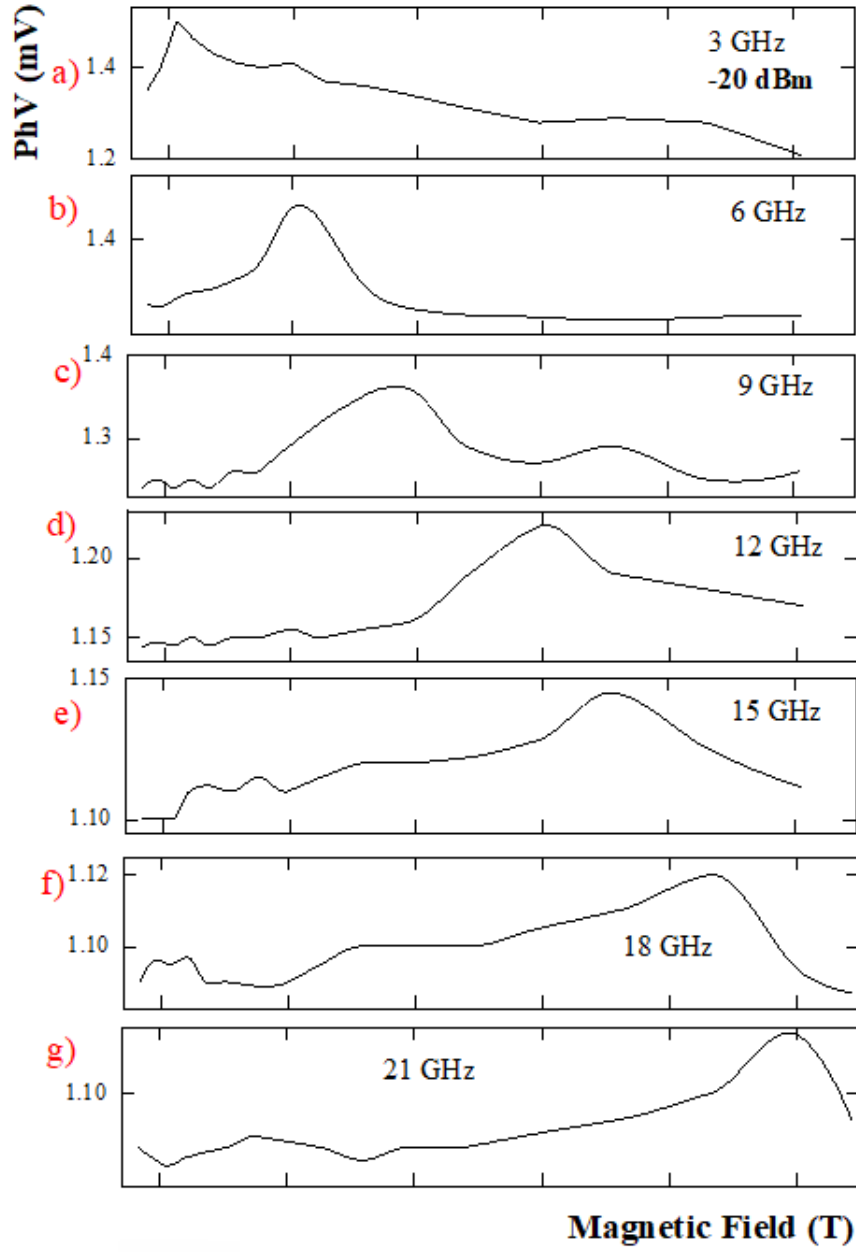 PhV (mV)
a)
1.4
1.2
3 GHz
-20 dBm
b)
1.4
6 GHz
c)
1.4
1.3
9 GHz
d)
1.20
1.15
12 GHz
e)
1.15
1.10
15 GHz
f)
1.12
1.10
18 GHz
g)
1.10
21 GHz
Magnetic Field (T)